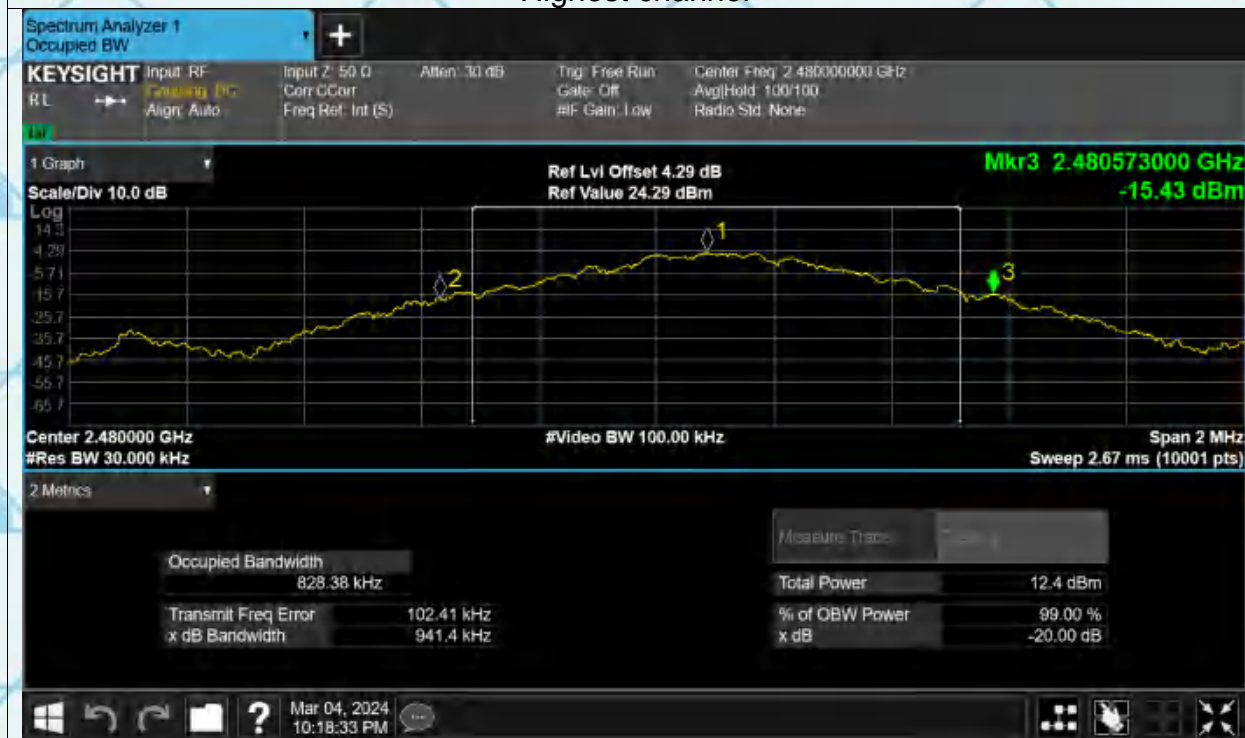 Highest channel
Spectrum Analyzer 1
Occupied BW
+
KEYSIGHT
RL
Input: RF
Coupling: DC
Align: Auto
Input Z: 50 Ω
Corr CCorr
Freq Ref: Int (S)
Atten: 30 dB
Trig: Free Run
Gate: Off
#IF Gain: Low
Center Freq: 2.480000000 GHz
Avg|Hold: 100/100
Radio Std: None
1 Graph
Scale/Div 10.0 dB
Ref Lvl Offset 4.29 dB
Ref Value 24.29 dBm
Mkr3 2.480573000 GHz
-15.43 dBm
Log
14.3
4.29
-5.71
-15.7
-25.7
-35.7
-45.7
-55.7
-65.7
1
2
3
Center 2.480000 GHz
#Res BW 30.000 kHz
#Video BW 100.00 kHz
Span 2 MHz
Sweep 2.67 ms (10001 pts)
2 Metrics
Measure Trace
Occupied Bandwidth
828.38 kHz
Transmit Freq Error 102.41 kHz
x dB Bandwidth 941.4 kHz
Total Power 12.4 dBm
% of OBW Power 99.00 %
x dB -20.00 dB
?
Mar 04, 2024
10:18:33 PM